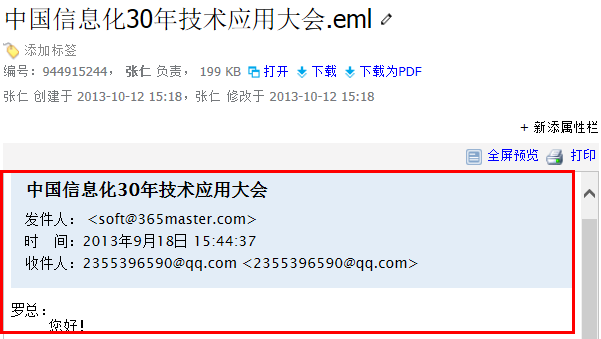 中国信息化30年技术应用大会.eml
添加标签
编号：944915244， 张仁 负责， 199 KB 打开 下载 下载为PDF
张仁 创建于 2013-10-12 15:18，张仁 修改于 2013-10-12 15:18
+ 新添属性栏
全屏预览 打印
中国信息化30年技术应用大会
发件人： <soft@365master.com>
时 间：2013年9月18日 15:44:37
收件人：2355396590@qq.com <2355396590@qq.com>
罗总：
您好！